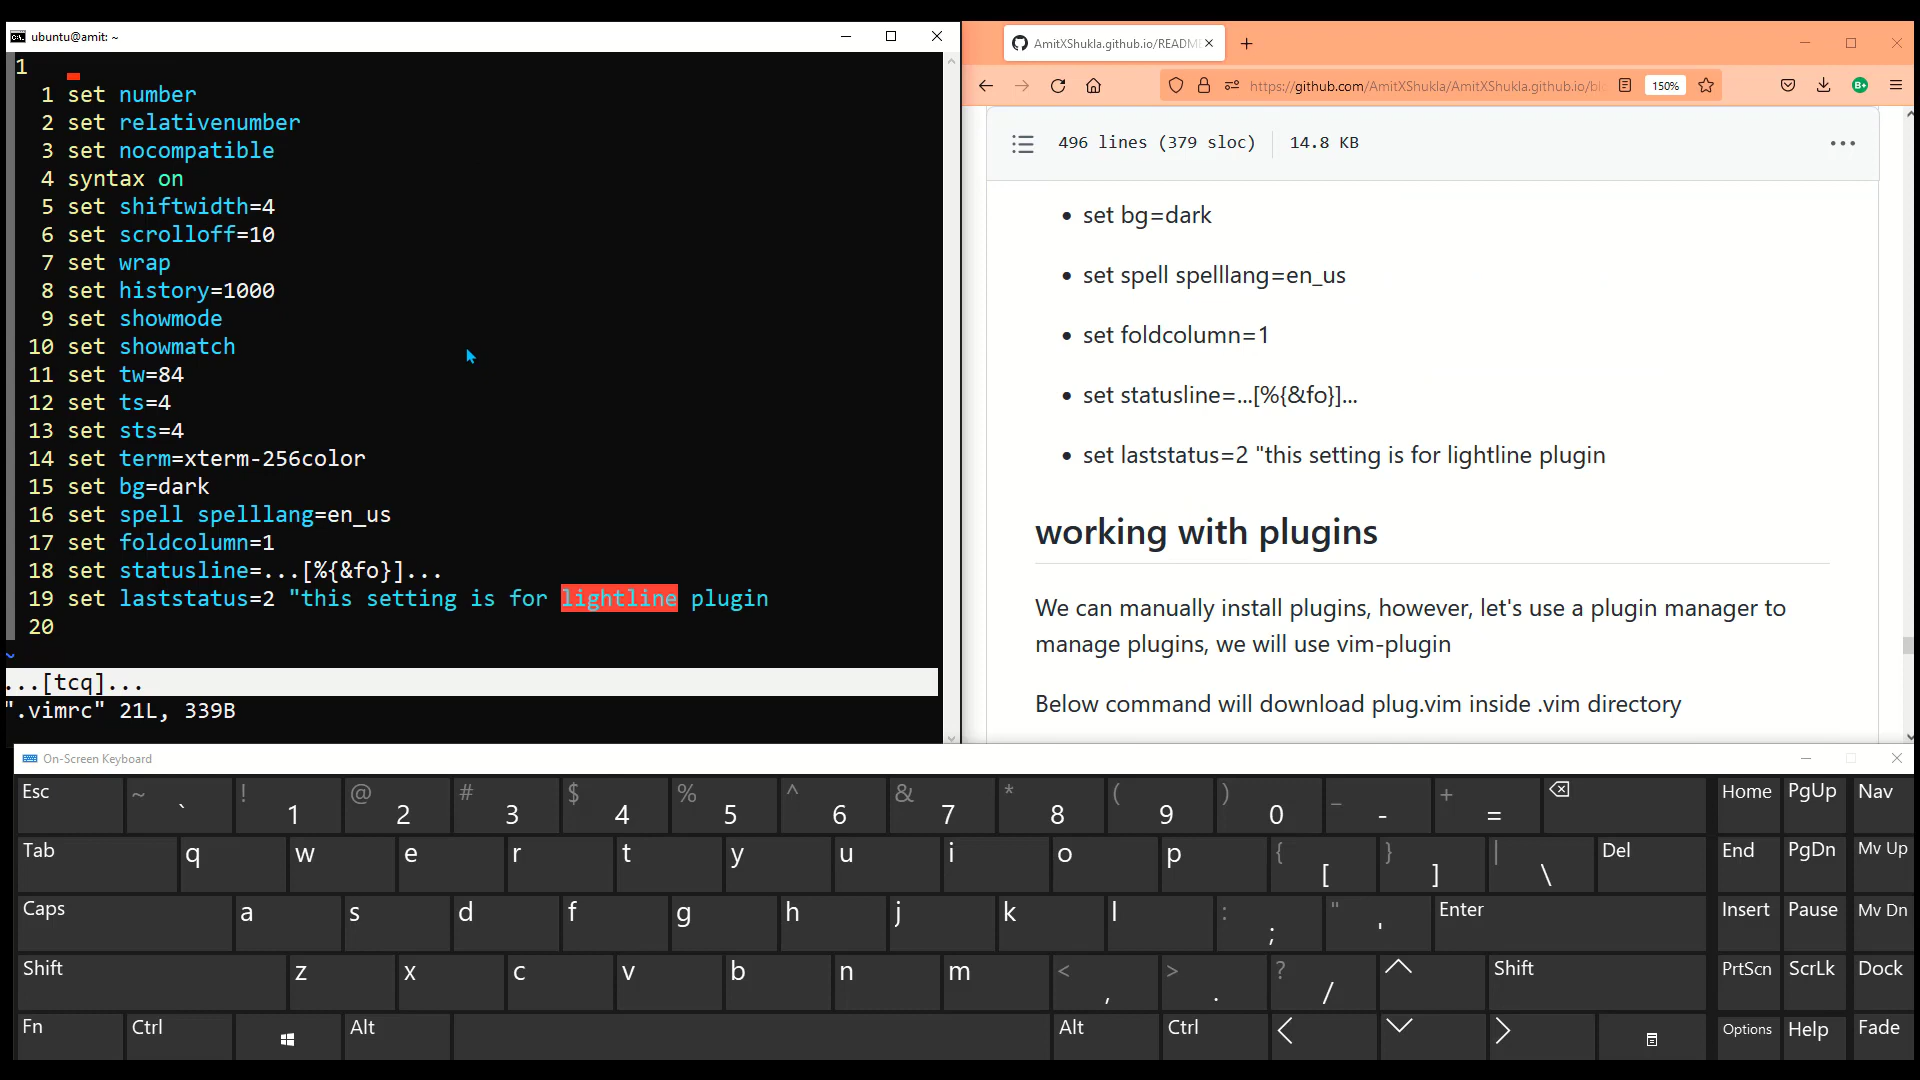 ubuntu@amit: ~
1
1 set number
2 set relativenumber
3 set nocompatible
4 syntax on
5 set shiftwidth=4
6 set scrolloff=10
7 set wrap
8 set history=1000
9 set showmode
10 set showmatch
11 set tw=84
12 set ts=4
13 set sts=4
14 set term=xterm-256color
15 set bg=dark
16 set spell spelllang=en_us
17 set foldcolumn=1
18 set statusline=...[%{&fo}]...
19 set laststatus=2 "this setting is for lightline plugin
20
~
...[tcq]...
".vimrc" 21L, 339B
AmitXShukla.github.io/READM
https://github.com/AmitXShukla/AmitXShukla.github.io/bl
150%
496 lines (379 sloc) 14.8 KB
• set bg=dark
• set spell spelllang=en_us
• set foldcolumn=1
• set statusline=...[%{&fo}]...
• set laststatus=2 "this setting is for lightline plugin
working with plugins
We can manually install plugins, however, let's use a plugin manager to
manage plugins, we will use vim-plugin
Below command will download plug.vim inside .vim directory
On-Screen Keyboard
Esc ~ ` ! 1 @ 2 # 3 $ 4 % 5 ^ 6 & 7 * 8 ( 9 ) 0 _ - + = Home PgUp Nav
Tab q w e r t y u i o p { [ } ] | \ Del End PgDn Mv Up
Caps a s d f g h j k l : ; " ' Enter Insert Pause Mv Dn
Shift z x c v b n m < , > . ? / Shift PrtScn ScrLk Dock
Fn Ctrl Alt Alt Ctrl Options Help Fade